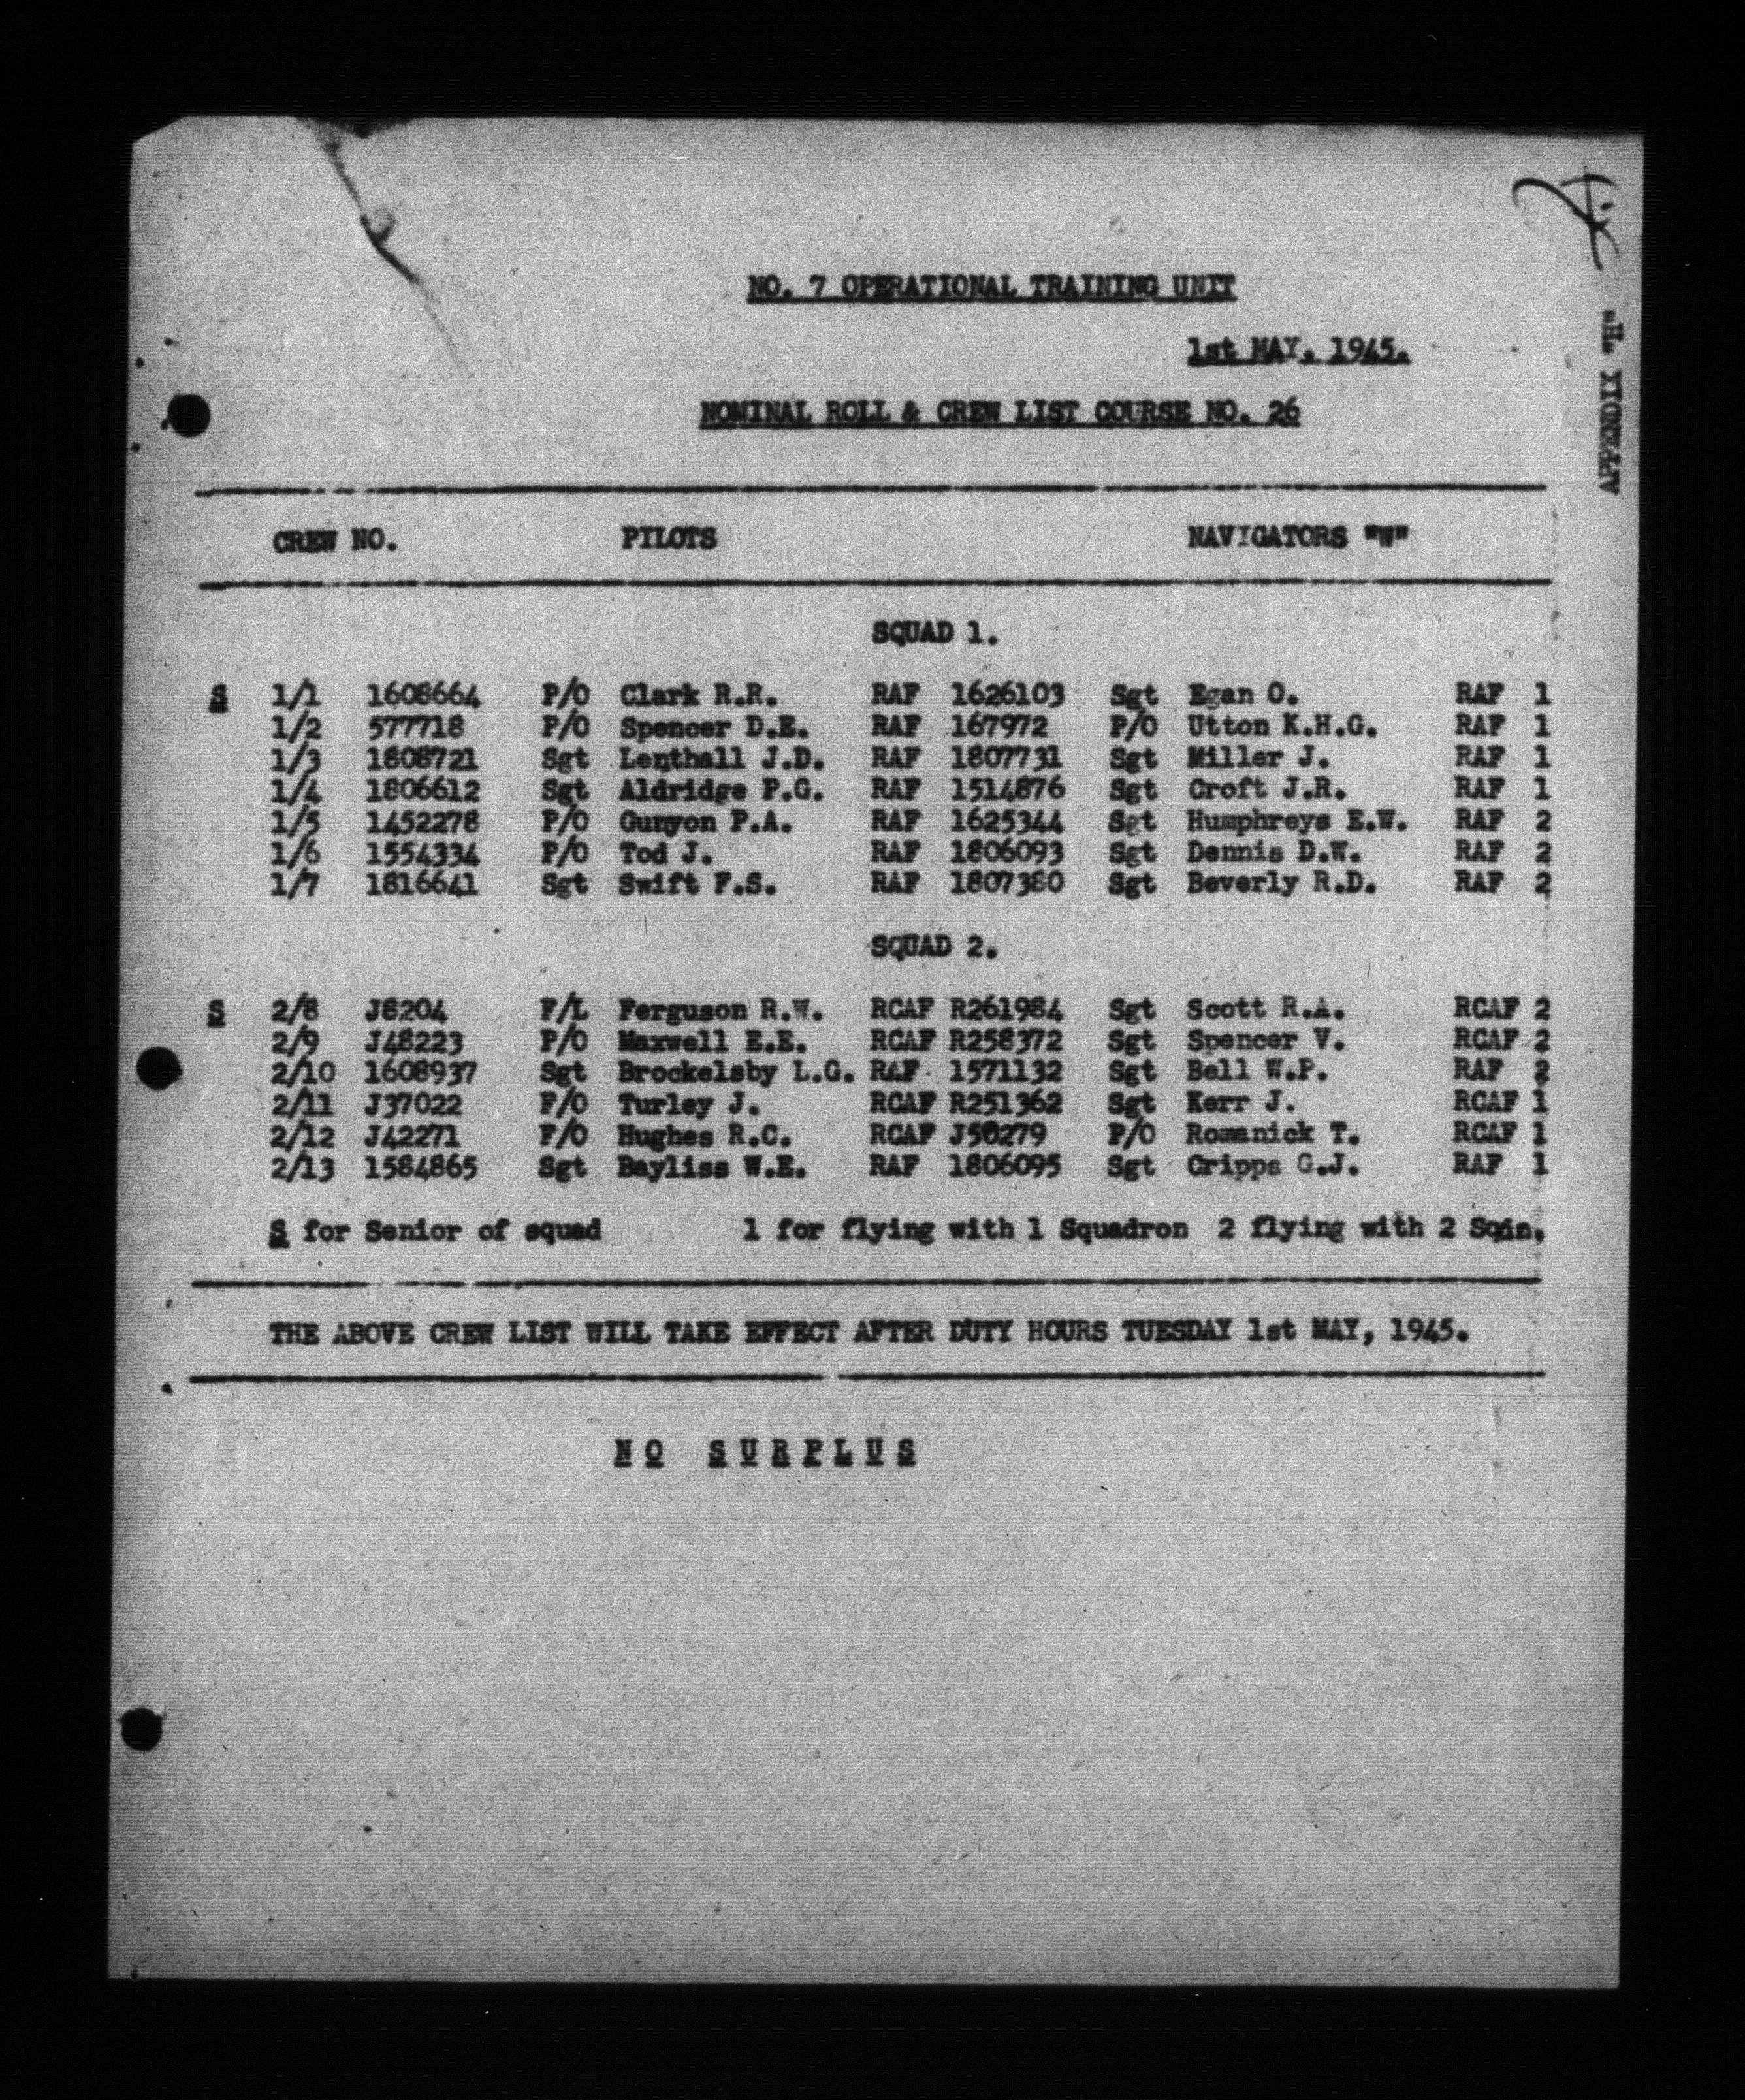 NO. 7 OPERATIONAL TRAINING UNIT
1st MAY, 1945.
APPENDIX "H"
NOMINAL ROLL & CREW LIST COURSE NO. 26
CREW NO. PILOTS NAVIGATORS "W"
SQUAD 1.
S 1/1 1608664 P/O Clark R.R. RAF 1626103 Sgt Egan O. RAF 1
1/2 577718 P/O Spencer D.E. RAF 167972 P/O Utton K.H.G. RAF 1
1/3 1808721 Sgt Lenthall J.D. RAF 1807731 Sgt Miller J. RAF 1
1/4 1806612 Sgt Aldridge P.G. RAF 1514876 Sgt Croft J.R. RAF 1
1/5 1452278 P/O Gunyon P.A. RAF 1625344 Sgt Humphreys E.W. RAF 2
1/6 1554334 P/O Tod J. RAF 1806093 Sgt Dennis D.W. RAF 2
1/7 1816641 Sgt Swift F.S. RAF 1807380 Sgt Beverly R.D. RAF 2
SQUAD 2.
S 2/8 J8204 F/L Ferguson R.W. RCAF R261984 Sgt Scott R.A. RCAF 2
2/9 J48223 P/O Maxwell E.E. RCAF R258372 Sgt Spencer V. RCAF 2
2/10 1608937 Sgt Brockelsby L.G. RAF 1571132 Sgt Bell W.P. RAF 2
2/11 J37022 F/O Turley J. RCAF R251362 Sgt Kerr J. RCAF 1
2/12 J42271 F/O Hughes R.C. RCAF J50279 P/O Romanick T. RCAF 1
2/13 1584865 Sgt Bayliss W.E. RAF 1806095 Sgt Cripps G.J. RAF 1
S for Senior of squad 1 for flying with 1 Squadron 2 flying with 2 Sqdn.
THE ABOVE CREW LIST WILL TAKE EFFECT AFTER DUTY HOURS TUESDAY 1st MAY, 1945.
NO SURPLUS